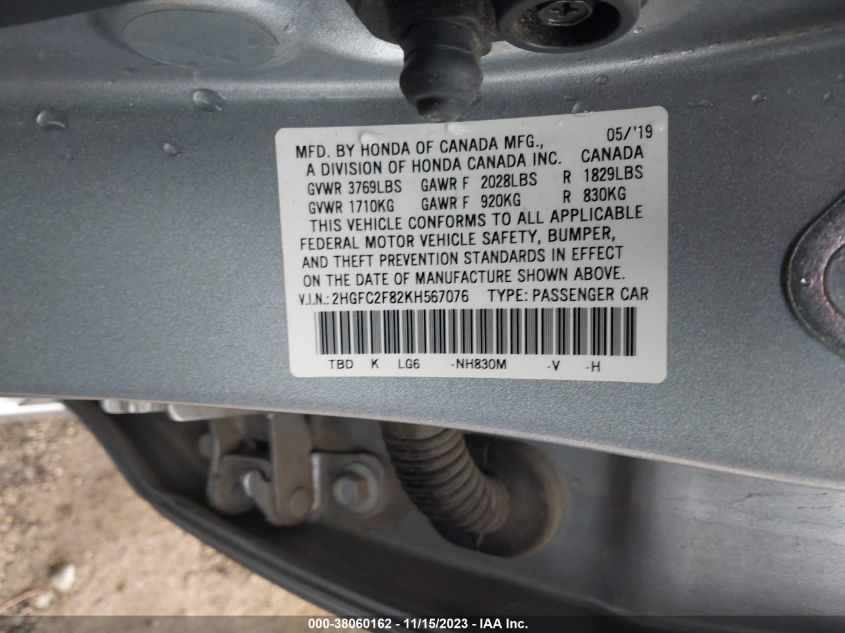 MFD. BY HONDA OF CANADA MFG., 05/'19
A DIVISION OF HONDA CANADA INC. CANADA
GVWR 3769LBS GAWR F 2028LBS R 1829LBS
GVWR 1710KG GAWR F 920KG R 830KG
THIS VEHICLE CONFORMS TO ALL APPLICABLE
FEDERAL MOTOR VEHICLE SAFETY, BUMPER,
AND THEFT PREVENTION STANDARDS IN EFFECT
ON THE DATE OF MANUFACTURE SHOWN ABOVE.
V.I.N.: 2HGFC2F82KH567076 TYPE: PASSENGER CAR
TBD K LG6 -NH830M -V -H
000-38060162 - 11/15/2023 - IAA Inc.